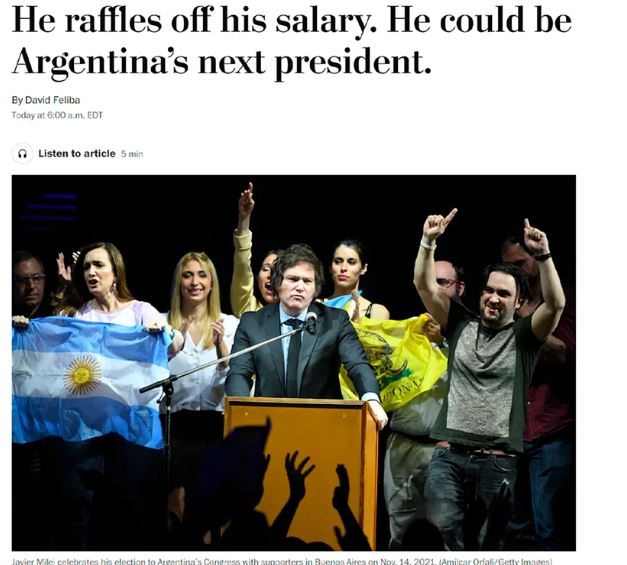 He raffles off his salary. He could be
Argentina's next president.
By David Feliba
Today at 6:00 a.m. EDT
Listen to article 5 min
Javier Milei celebrates his election to Argentina's Congress with supporters in Buenos Aires on Nov. 14, 2021. (Amilcar Orfali/Getty Images)